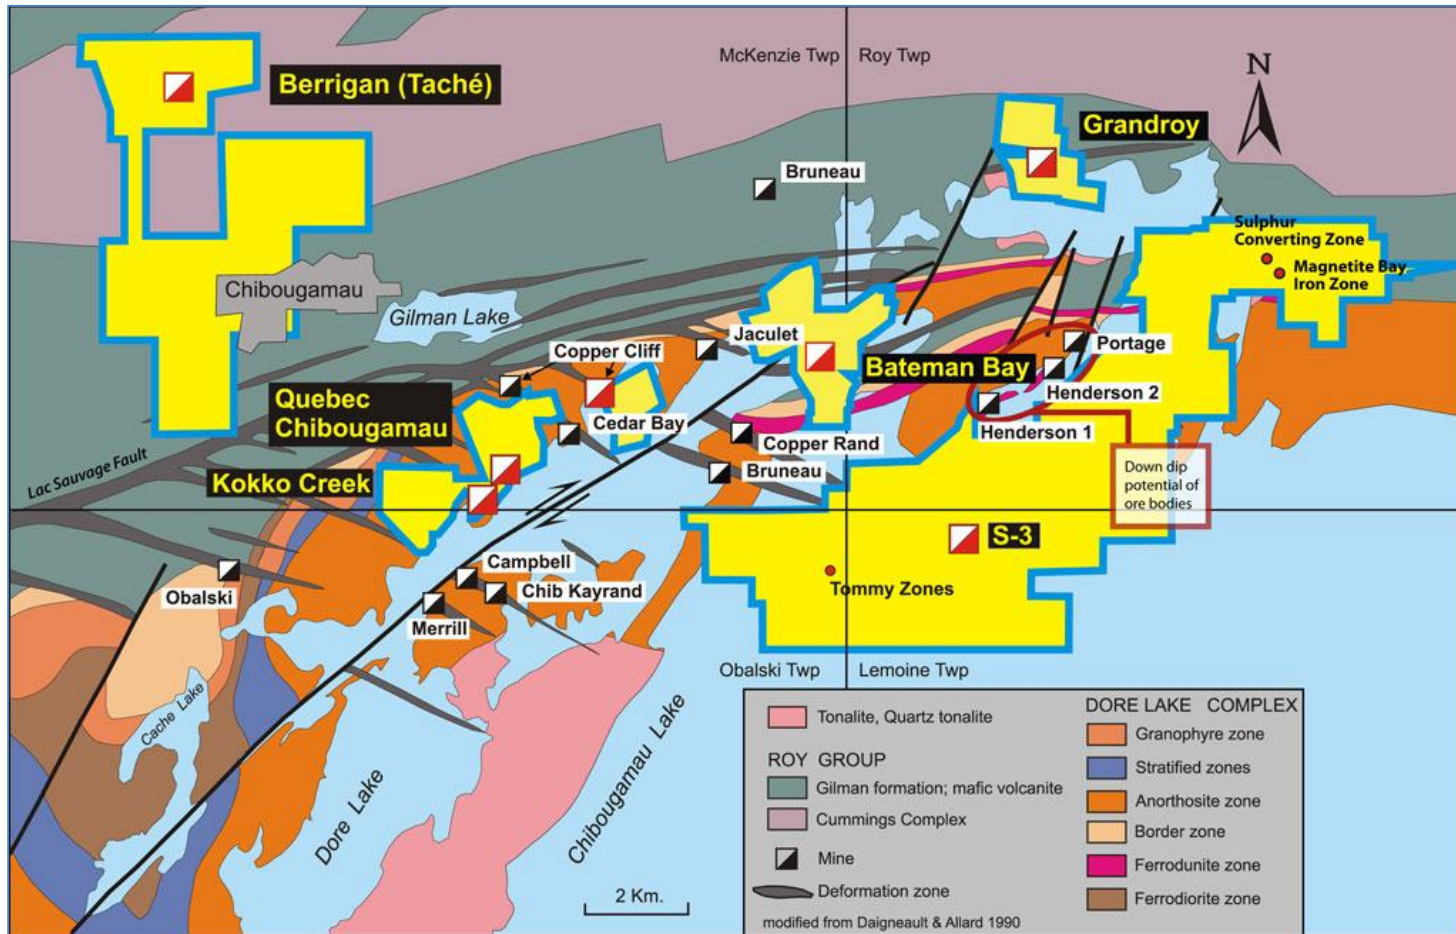 McKenzie Twp
Roy Twp
N
Berrigan (Taché)
Grandroy
Bruneau
Sulphur
Converting Zone
Magnetite Bay
Iron Zone
Chibougamau
Gilman Lake
Jaculet
Portage
Copper Cliff
Bateman Bay
Henderson 2
Quebec
Chibougamau
Cedar Bay
Henderson 1
Copper Rand
Lac Sauvage Fault
Kokko Creek
Bruneau
Down dip
potential of
ore bodies
S-3
Campbell
Tommy Zones
Chib Kayrand
Obalski
Merrill
Obalski Twp
Lemoine Twp
Cache Lake
Dore Lake
Chibougamau Lake
2 Km.
Tonalite, Quartz tonalite
ROY GROUP
Gilman formation; mafic volcanite
Cummings Complex
Mine
Deformation zone
modified from Daigneault & Allard 1990
DORE LAKE COMPLEX
Granophyre zone
Stratified zones
Anorthosite zone
Border zone
Ferrodunite zone
Ferrodiorite zone